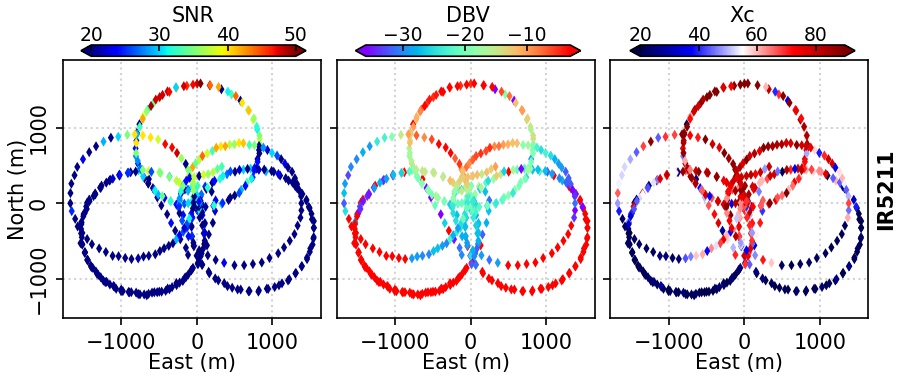 SNR DBV Xc
20 30 40 50 −30 −20 −10 20 40 60 80
North (m)
1000
0
−1000
IR5211
−1000 0 1000 −1000 0 1000 −1000 0 1000
East (m) East (m) East (m)